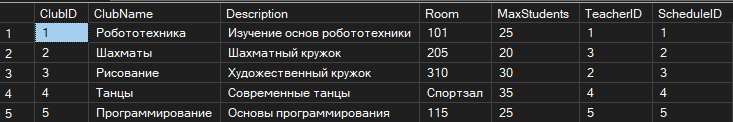 ClubID ClubName Description Room MaxStudents TeacherID ScheduleID
1 1 Робототехника Изучение основ робототехники 101 25 1 1
2 2 Шахматы Шахматный кружок 205 20 3 2
3 3 Рисование Художественный кружок 310 30 2 3
4 4 Танцы Современные танцы Спортзал 35 4 4
5 5 Программирование Основы программирования 115 25 5 5